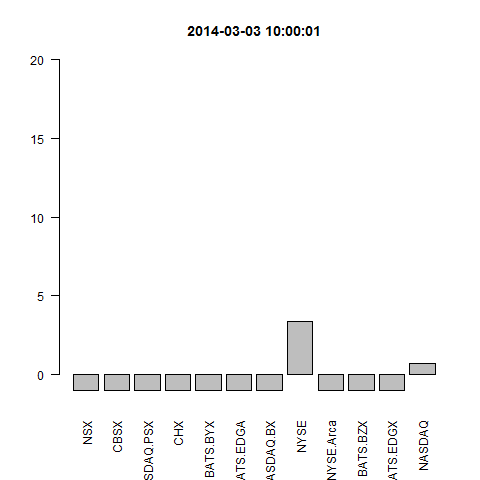 2014-03-03 10:00:01
20
15
10
5
0
NSX
CBSX
SDAQ.PSX
CHX
BATS.BYX
ATS.EDGA
ASDAQ.BX
NYSE
NYSE.Arca
BATS.BZX
ATS.EDGX
NASDAQ